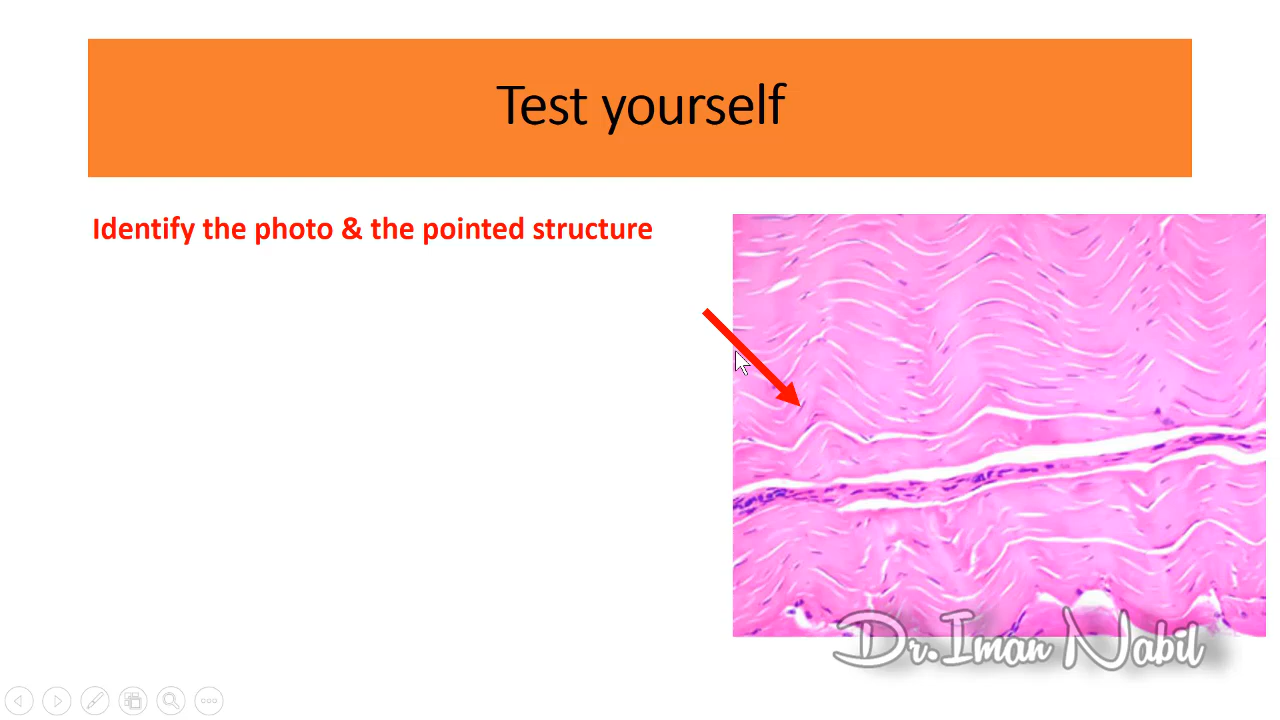 Test yourself
Identify the photo & the pointed structure
Dr.Iman Nabil